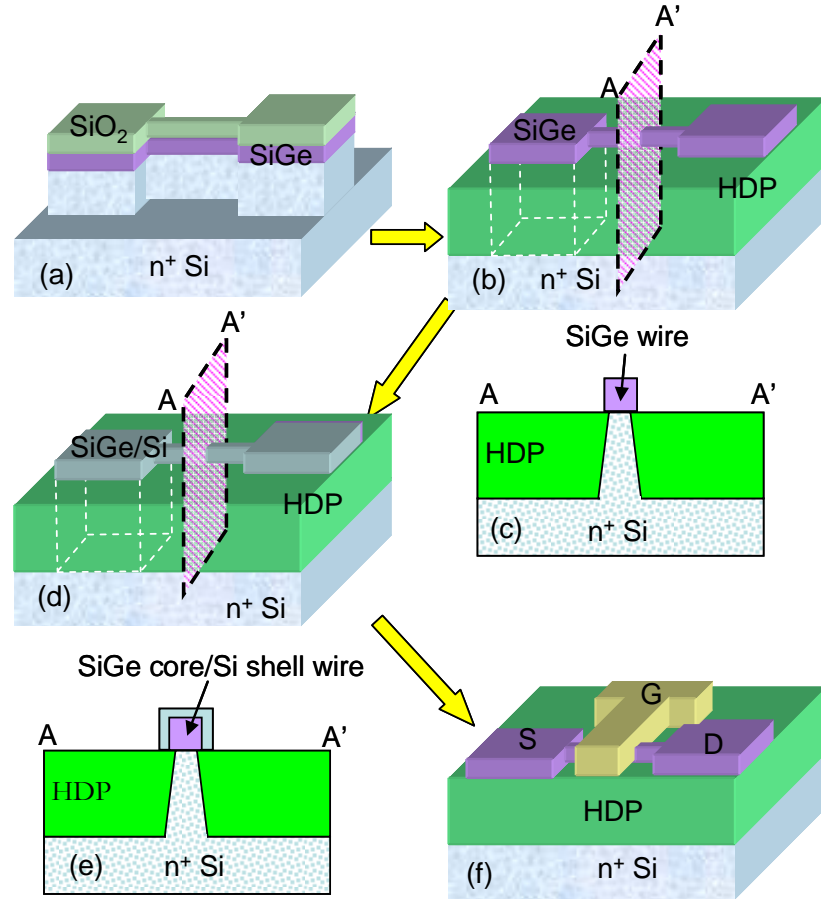 SiO2
SiGe
(a)
n+ Si
A'
A
SiGe
HDP
(b)
n+ Si
SiGe wire
A
A'
HDP
(c)
n+ Si
A'
A
SiGe/Si
HDP
(d)
n+ Si
SiGe core/Si shell wire
A
A'
HDP
(e)
n+ Si
G
S
D
HDP
(f)
n+ Si